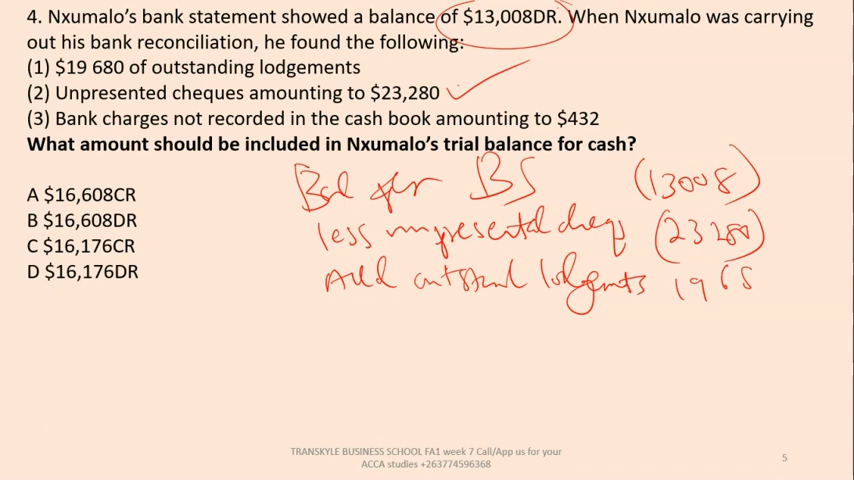 4. Nxumalo's bank statement showed a balance of $13,008DR. When Nxumalo was carrying
out his bank reconciliation, he found the following:
(1) $19 680 of outstanding lodgements
(2) Unpresented cheques amounting to $23,280
(3) Bank charges not recorded in the cash book amounting to $432
What amount should be included in Nxumalo's trial balance for cash?
Bal per BS (13008)
A $16,608CR
B $16,608DR
less unpresented cheq (23280)
C $16,176CR
D $16,176DR
Add outstand lodgemts 1968
TRANSKYLE BUSINESS SCHOOL FA1 week 7 Call/App us for your
ACCA studies +263774596368
5